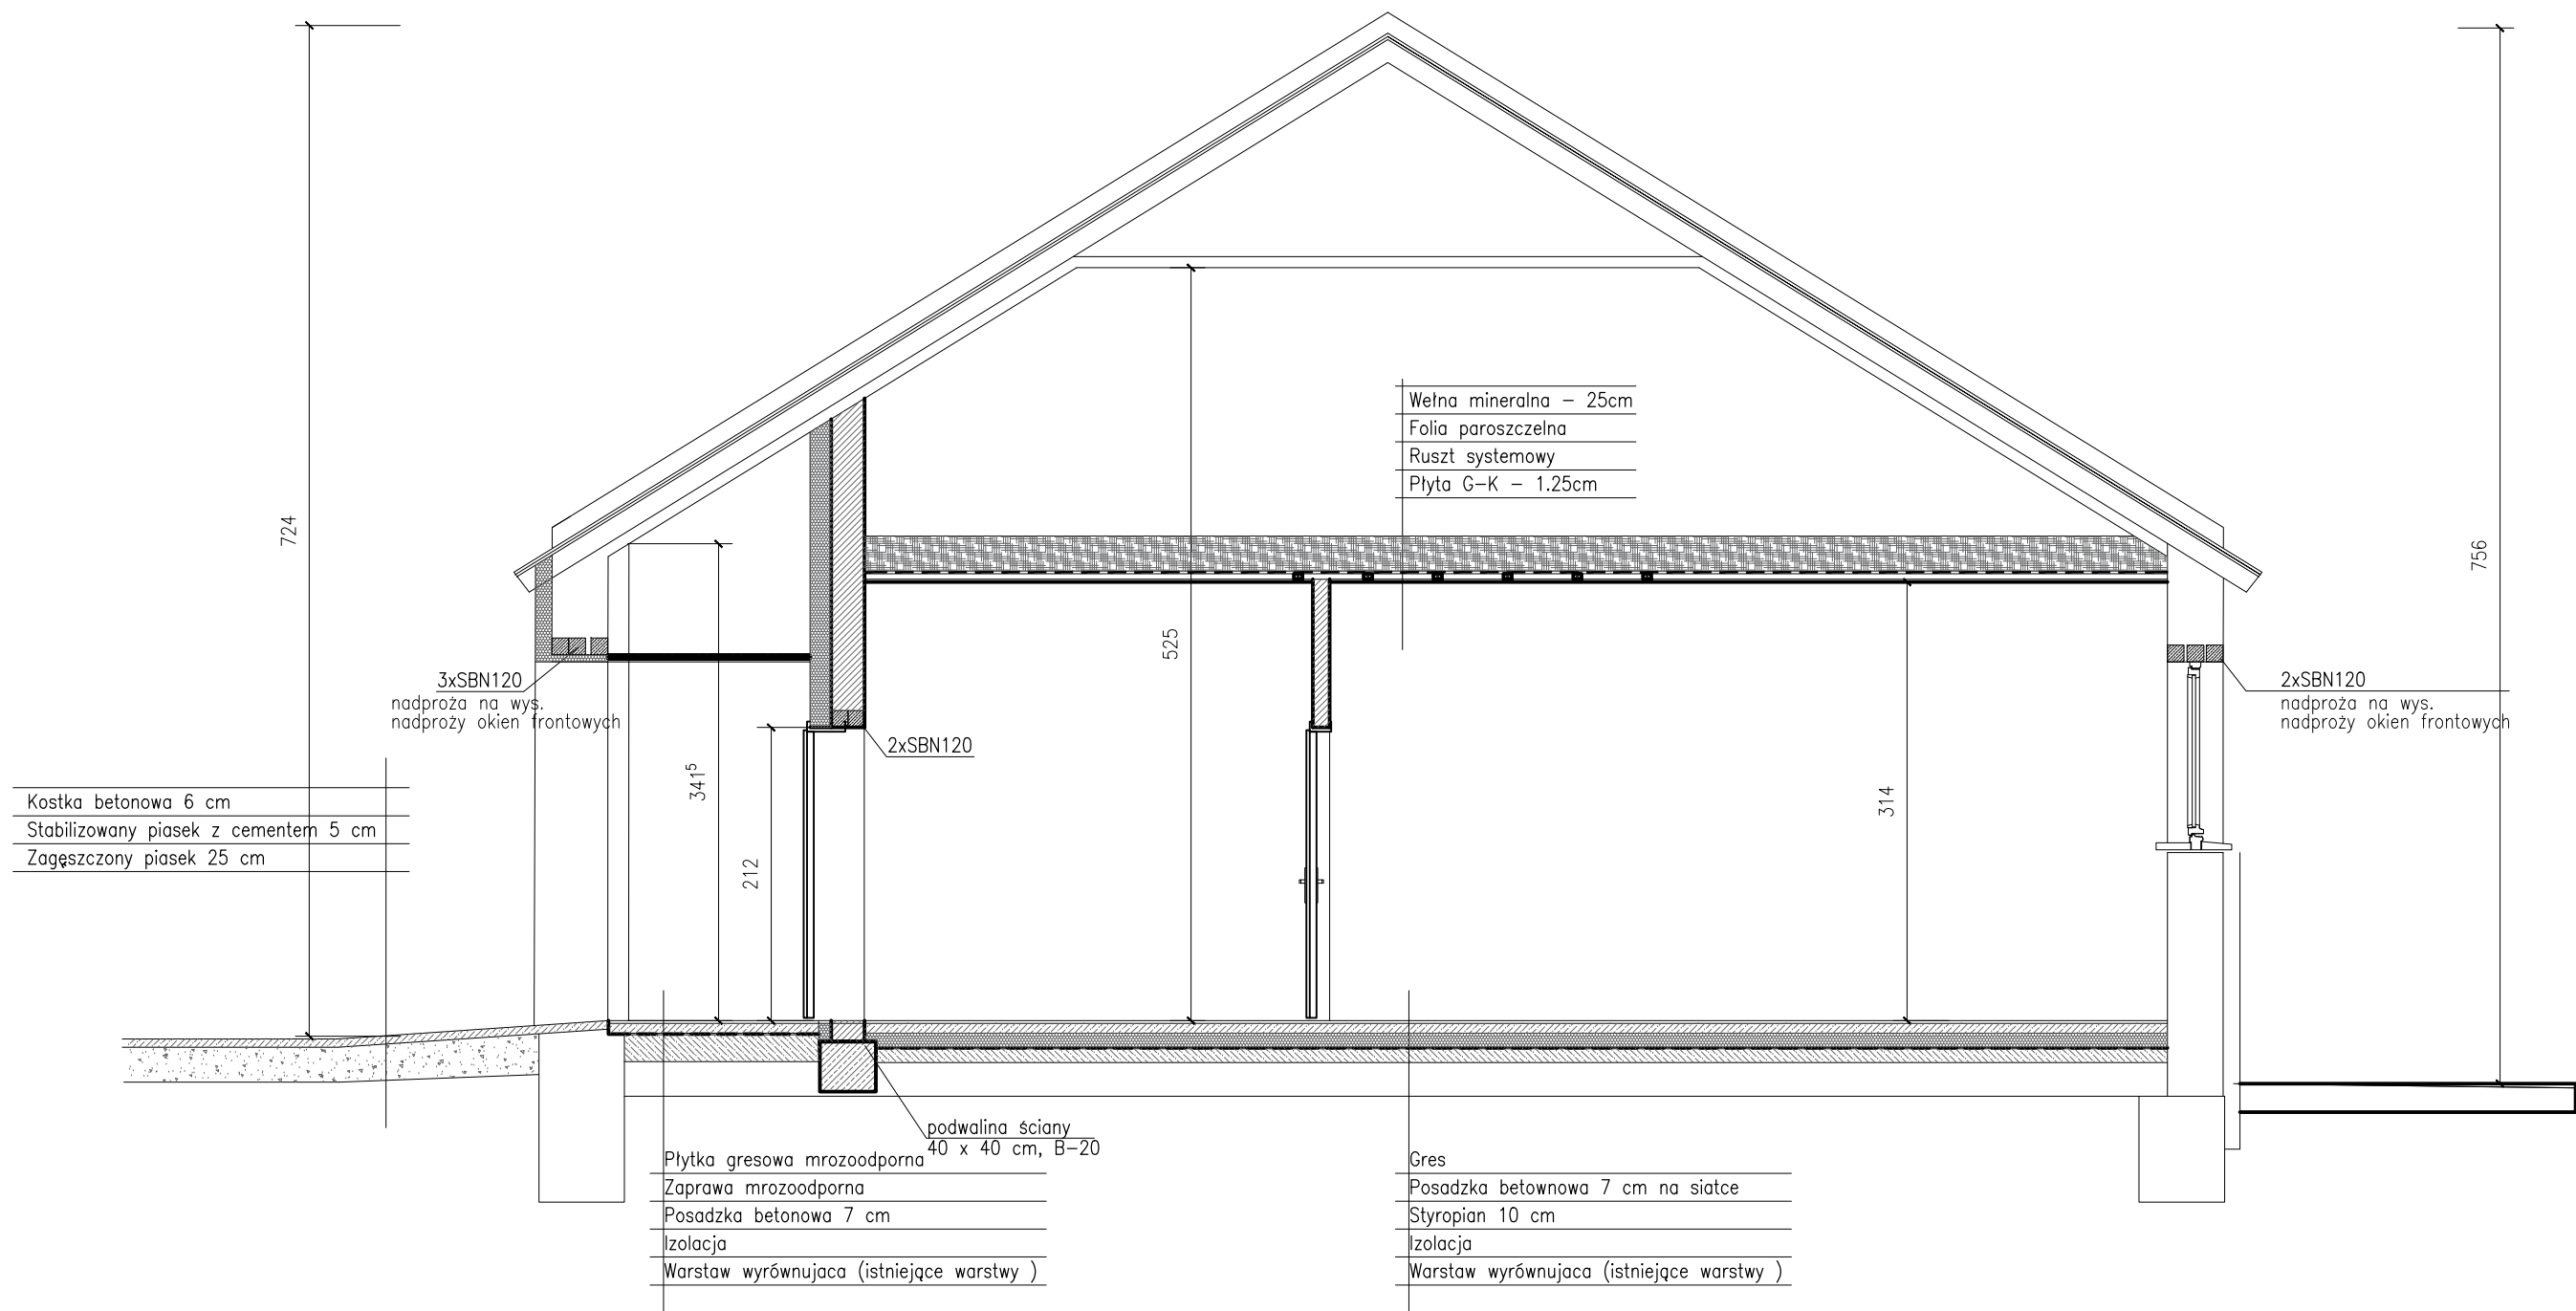 724
756
Wełna mineralna – 25cm
Folia paroszczelna
Ruszt systemowy
Płyta G–K – 1.25cm
525
3xSBN120
nadproża na wys.
nadproży okien frontowych
2xSBN120
nadproża na wys.
nadproży okien frontowych
2xSBN120
341⁵
212
314
Kostka betonowa 6 cm
Stabilizowany piasek z cementem 5 cm
Zagęszczony piasek 25 cm
podwalina ściany
40 x 40 cm, B–20
Płytka gresowa mrozoodporna
Zaprawa mrozoodporna
Posadzka betonowa 7 cm
Izolacja
Warstaw wyrównujaca (istniejące warstwy )
Gres
Posadzka betownowa 7 cm na siatce
Styropian 10 cm
Izolacja
Warstaw wyrównujaca (istniejące warstwy )